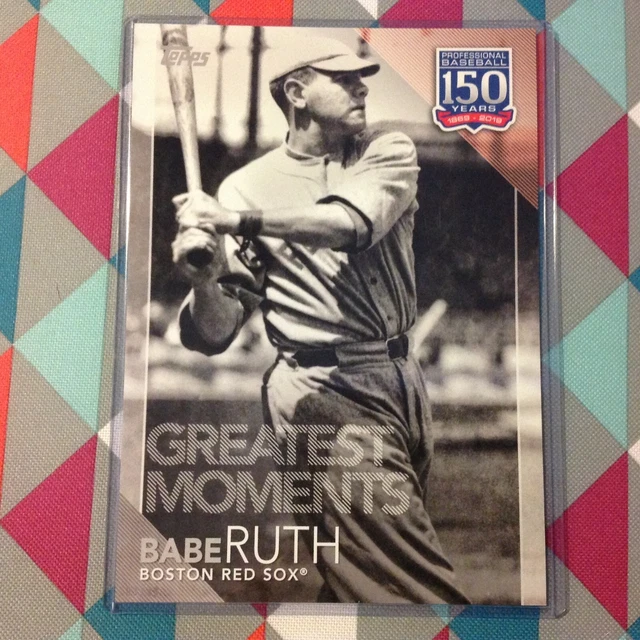 Topps
PROFESSIONAL
BASEBALL
150
YEARS
1869 - 2019
GREATEST
MOMENTS
BABE RUTH
BOSTON RED SOX®